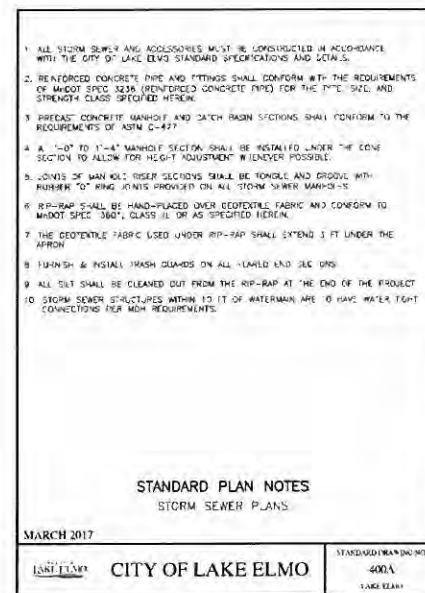 1 ALL STORM SEWER AND ACCESSORIES MUST BE CONSTRUCTED IN ACCORDANCE
WITH THE CITY OF LAKE ELMO STANDARD SPECIFICATIONS AND DETAILS.
2. REINFORCED CONCRETE PIPE AND FITTINGS SHALL CONFORM WITH THE REQUIREMENTS
OF MnDOT SPEC 3236 (REINFORCED CONCRETE PIPE) FOR THE TYPE, SIZE, AND
STRENGTH CLASS SPECIFIED HEREIN.
3 PRECAST CONCRETE MANHOLE AND CATCH BASIN SECTIONS SHALL CONFORM TO THE
REQUIREMENTS OF ASTM C-477
4 A 1'-0" TO 1'-4" MANHOLE SECTION SHALL BE INSTALLED UNDER THE CONE
SECTION TO ALLOW FOR HEIGHT ADJUSTMENT WHENEVER POSSIBLE.
5. JOINTS OF MANHOLE RISER SECTIONS SHALL BE TONGUE AND GROOVE WITH
RUBBER "O" RING JOINTS PROVIDED ON ALL STORM SEWER MANHOLES
6 RIP-RAP SHALL BE HAND-PLACED OVER GEOTEXTILE FABRIC AND CONFORM TO
MnDOT SPEC 3601, CLASS III OR AS SPECIFIED HEREIN.
7 THE GEOTEXTILE FABRIC USED UNDER RIP-RAP SHALL EXTEND 3 FT UNDER THE
APRON
8 FURNISH & INSTALL TRASH GUARDS ON ALL FLARED END SECTIONS
9 ALL SILT SHALL BE CLEANED OUT FROM THE RIP-RAP AT THE END OF THE PROJECT
10 STORM SEWER STRUCTURES WITHIN 10 FT OF WATERMAIN ARE TO HAVE WATER TIGHT
CONNECTIONS PER MDH REQUIREMENTS.
STANDARD PLAN NOTES
STORM SEWER PLANS
MARCH 2017
LAKE ELMO
CITY OF LAKE ELMO
STANDARD DRAWING NO
400A
LAKE ELMO